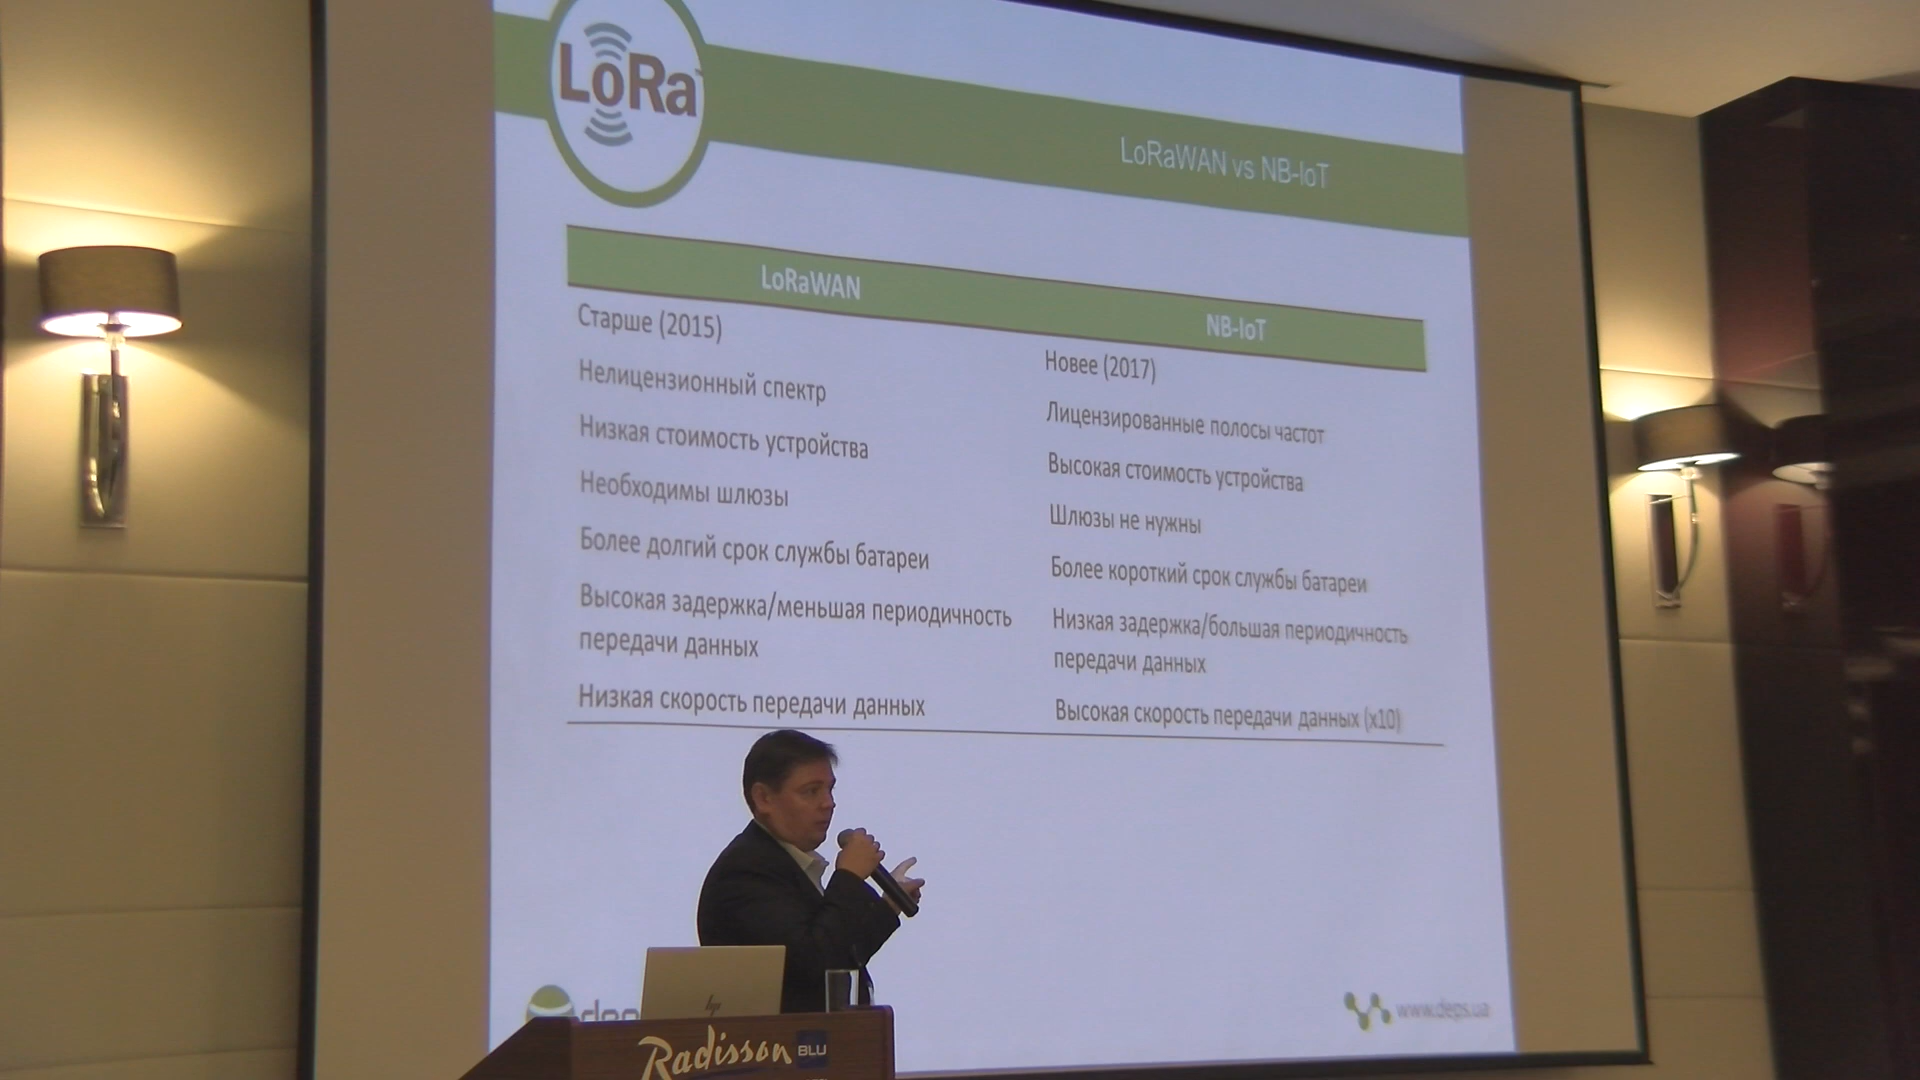 LoRa
LoRaWAN vs NB-IoT
LoRaWAN
NB-IoT
Старше (2015)
Новее (2017)
Нелицензионный спектр
Лицензированные полосы частот
Низкая стоимость устройства
Высокая стоимость устройства
Необходимы шлюзы
Шлюзы не нужны
Более долгий срок службы батареи
Более короткий срок службы батареи
Высокая задержка/меньшая периодичность
передачи данных
Низкая задержка/большая периодичность
передачи данных
Низкая скорость передачи данных
Высокая скорость передачи данных (x10)
www.deps.ua
hp
Radisson BLU